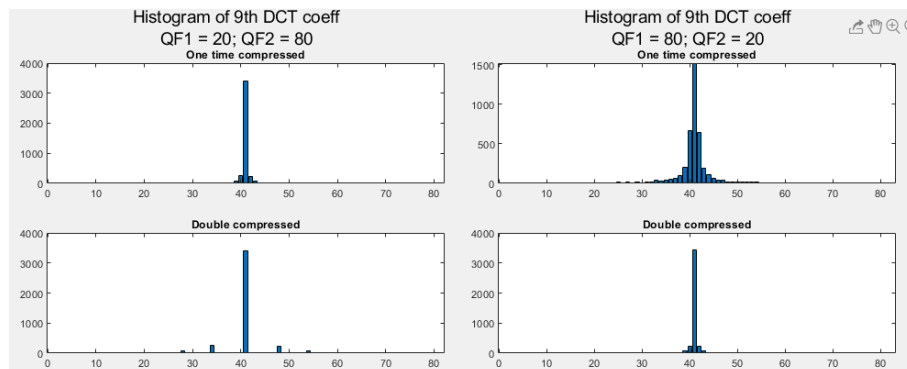 Histogram of 9th DCT coeff
QF1 = 20; QF2 = 80
One time compressed
4000
3000
2000
1000
0
0 10 20 30 40 50 60 70 80
Double compressed
4000
3000
2000
1000
0
0 10 20 30 40 50 60 70 80
Histogram of 9th DCT coeff
QF1 = 80; QF2 = 20
One time compressed
1500
1000
500
0
0 10 20 30 40 50 60 70 80
Double compressed
4000
3000
2000
1000
0
0 10 20 30 40 50 60 70 80